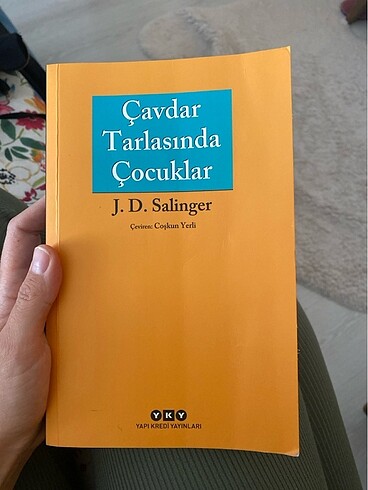 Çavdar
Tarlasında
Çocuklar
J. D. Salinger
Çeviren: Coşkun Yerli
YKY
YAPI KREDİ YAYINLARI